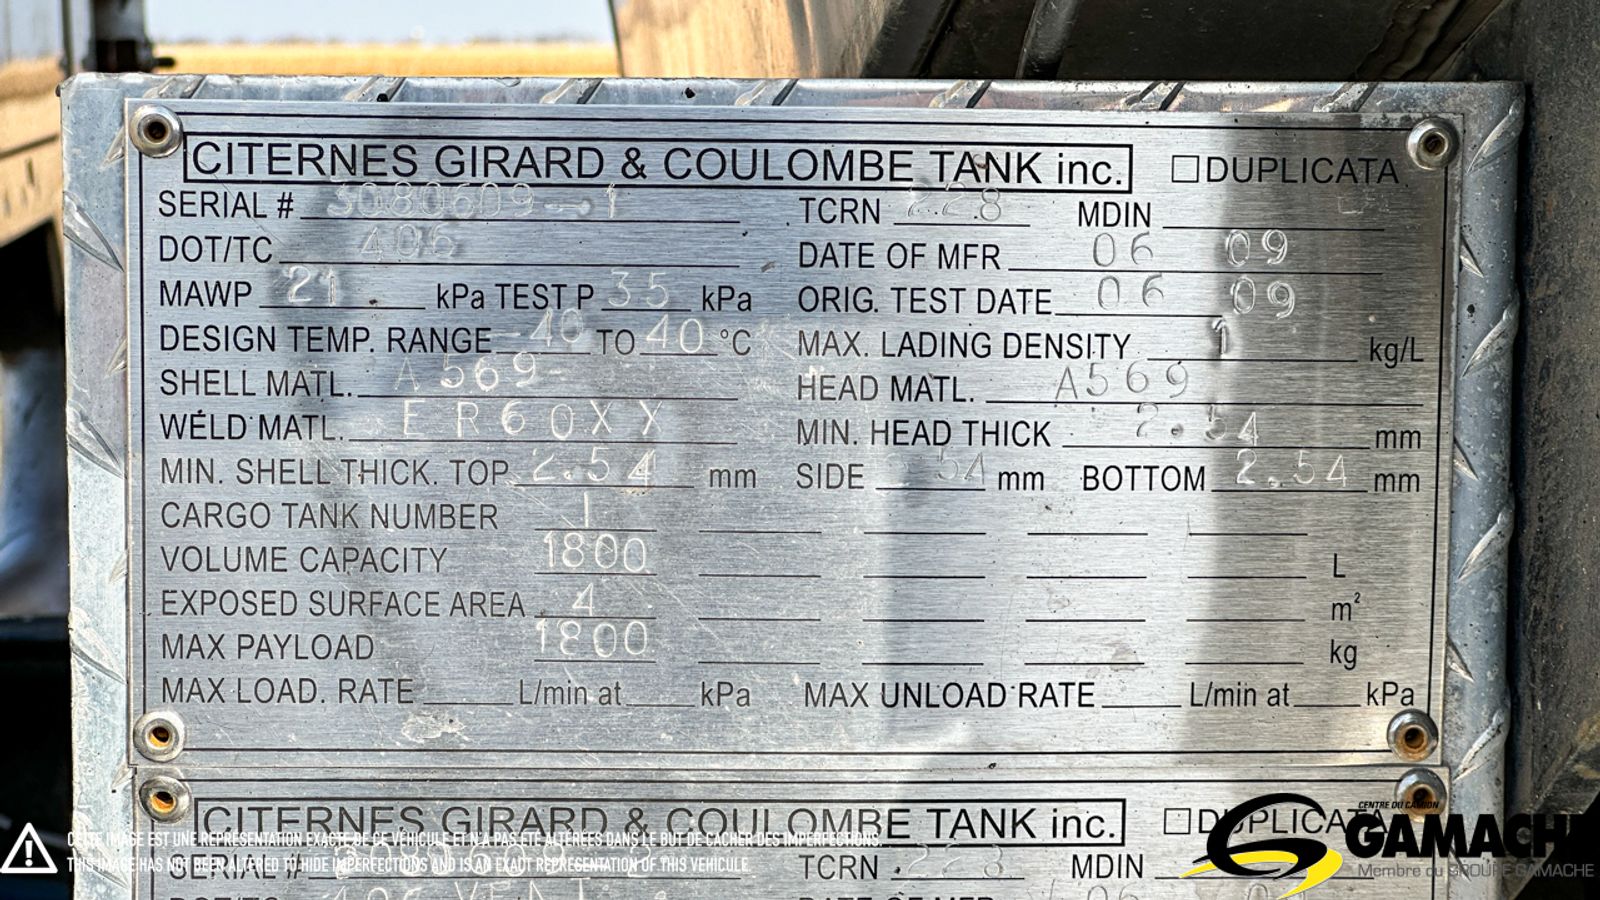 CITERNES GIRARD & COULOMBE TANK inc. □DUPLICATA
SERIAL # 3080609-1 TCRN 228 MDIN
DOT/TC 406 DATE OF MFR 06 09
MAWP 21 kPa TEST P 35 kPa ORIG. TEST DATE 06 09
DESIGN TEMP. RANGE -40 TO 40 °C MAX. LADING DENSITY 1 kg/L
SHELL MATL. A569 HEAD MATL. A569
WELD MATL. ER60XX MIN. HEAD THICK 2.54 mm
MIN. SHELL THICK. TOP 2.54 mm SIDE 54 mm BOTTOM 2.54 mm
CARGO TANK NUMBER 1
VOLUME CAPACITY 1800 L
EXPOSED SURFACE AREA 4 m²
MAX PAYLOAD 1800 kg
MAX LOAD. RATE L/min at kPa MAX UNLOAD RATE L/min at kPa
CITERNES GIRARD & COULOMBE TANK inc. □DUPLICATA
SERIAL # TCRN 228 MDIN
CETTE IMAGE EST UNE REPRÉSENTATION EXACTE DE CE VÉHICULE ET N'A PAS ÉTÉ ALTÉRÉES DANS LE BUT DE CACHER DES IMPERFECTIONS.
THIS IMAGE HAS NOT BEEN ALTERED TO HIDE IMPERFECTIONS AND IS AN EXACT REPRESENTATION OF THIS VEHICULE.
CENTRE DU CAMION
GAMACHE
Membre du GROUPE GAMACHE